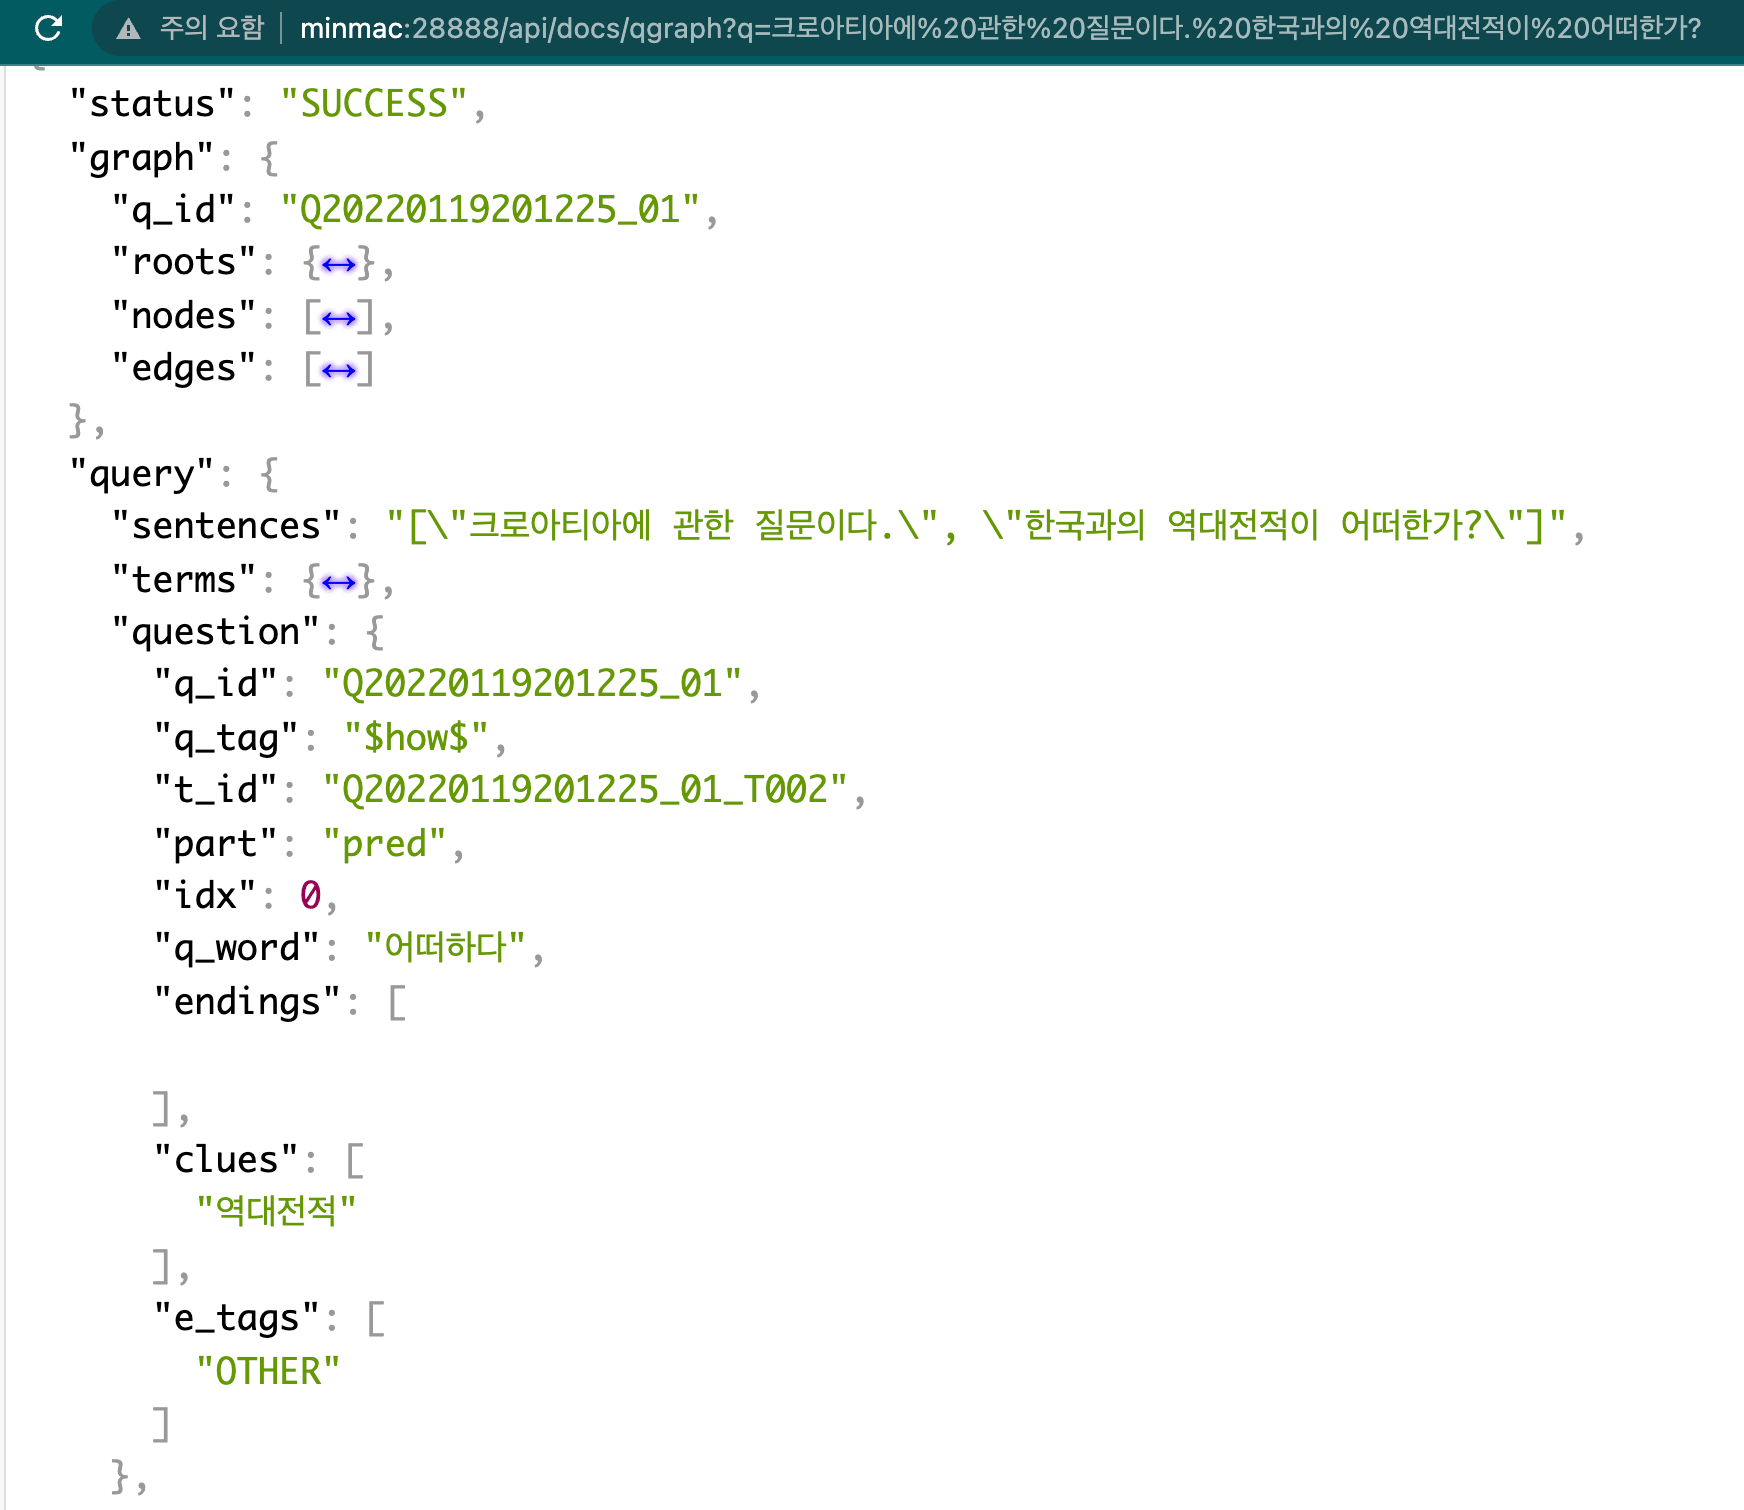 주의 요함 | minmac:28888/api/docs/qgraph?q=크로아티아에%20관한%20질문이다.%20한국과의%20역대전적이%20어떠한가?
"status": "SUCCESS",
"graph": {
"q_id": "Q20220119201225_01",
"roots": {↔},
"nodes": [↔],
"edges": [↔]
},
"query": {
"sentences": "[\"크로아티아에 관한 질문이다.\", \"한국과의 역대전적이 어떠한가?\"]",
"terms": {↔},
"question": {
"q_id": "Q20220119201225_01",
"q_tag": "$how$",
"t_id": "Q20220119201225_01_T002",
"part": "pred",
"idx": 0,
"q_word": "어떠하다",
"endings": [
],
"clues": [
"역대전적"
],
"e_tags": [
"OTHER"
]
},